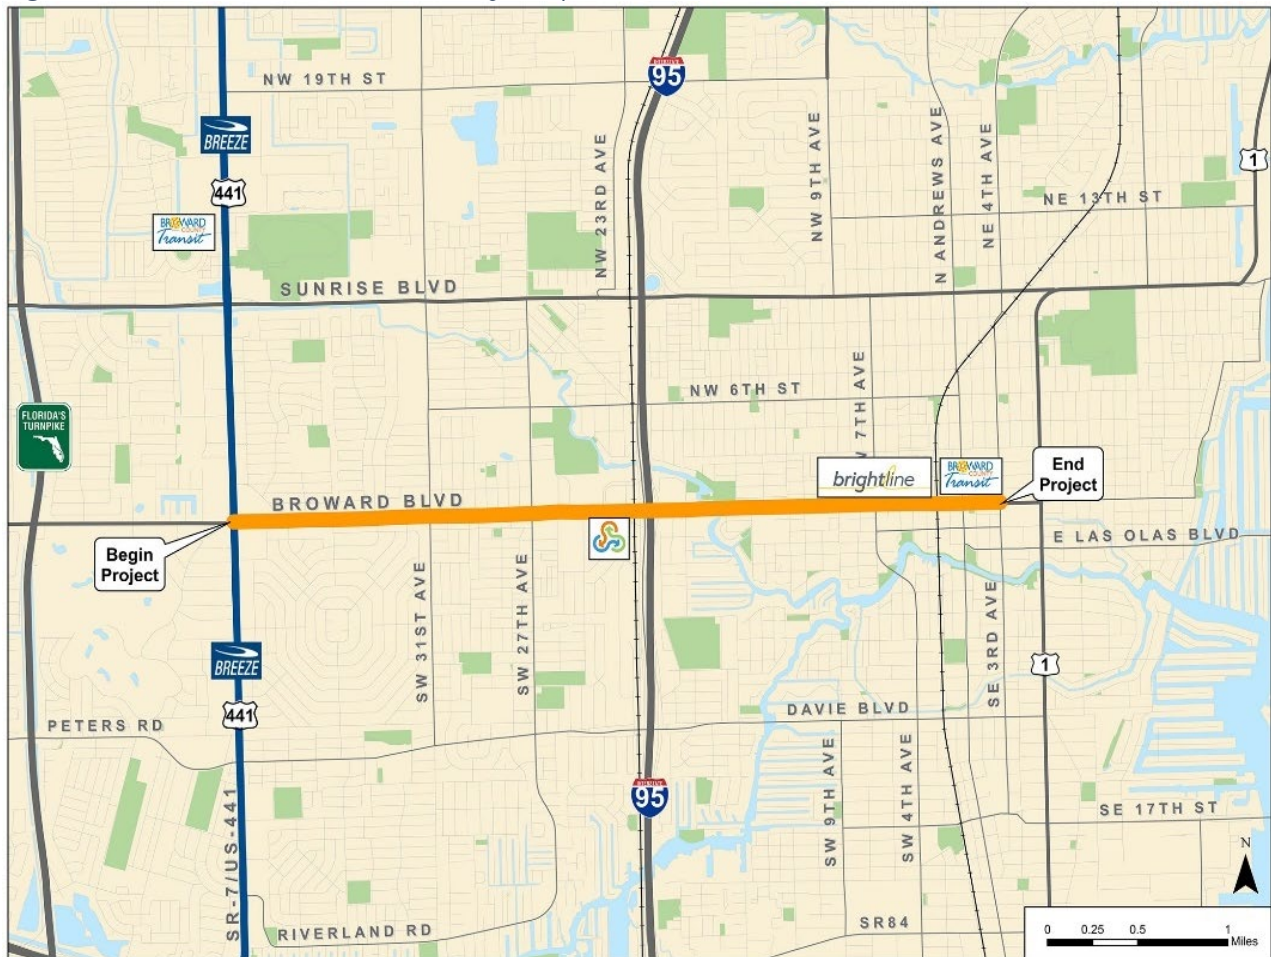 NW 19TH ST
95
BREEZE
441
BROWARD
COUNTY
Transit
NW 23RD AVE
NW 9TH AVE
N ANDREWS AVE
NE 4TH AVE
1
NE 13TH ST
SUNRISE BLVD
NW 6TH ST
7TH AVE
FLORIDA'S
TURNPIKE
BROWARD BLVD
brightline
BROWARD
COUNTY
Transit
End
Project
Begin
Project
E LAS OLAS BLVD
SW 31ST AVE
SW 27TH AVE
SE 3RD AVE
BREEZE
441
1
PETERS RD
DAVIE BLVD
95
SW 9TH AVE
SW 4TH AVE
SE 17TH ST
SR-7/US-441
RIVERLAND RD
SR84
N
0 0.25 0.5 1
Miles